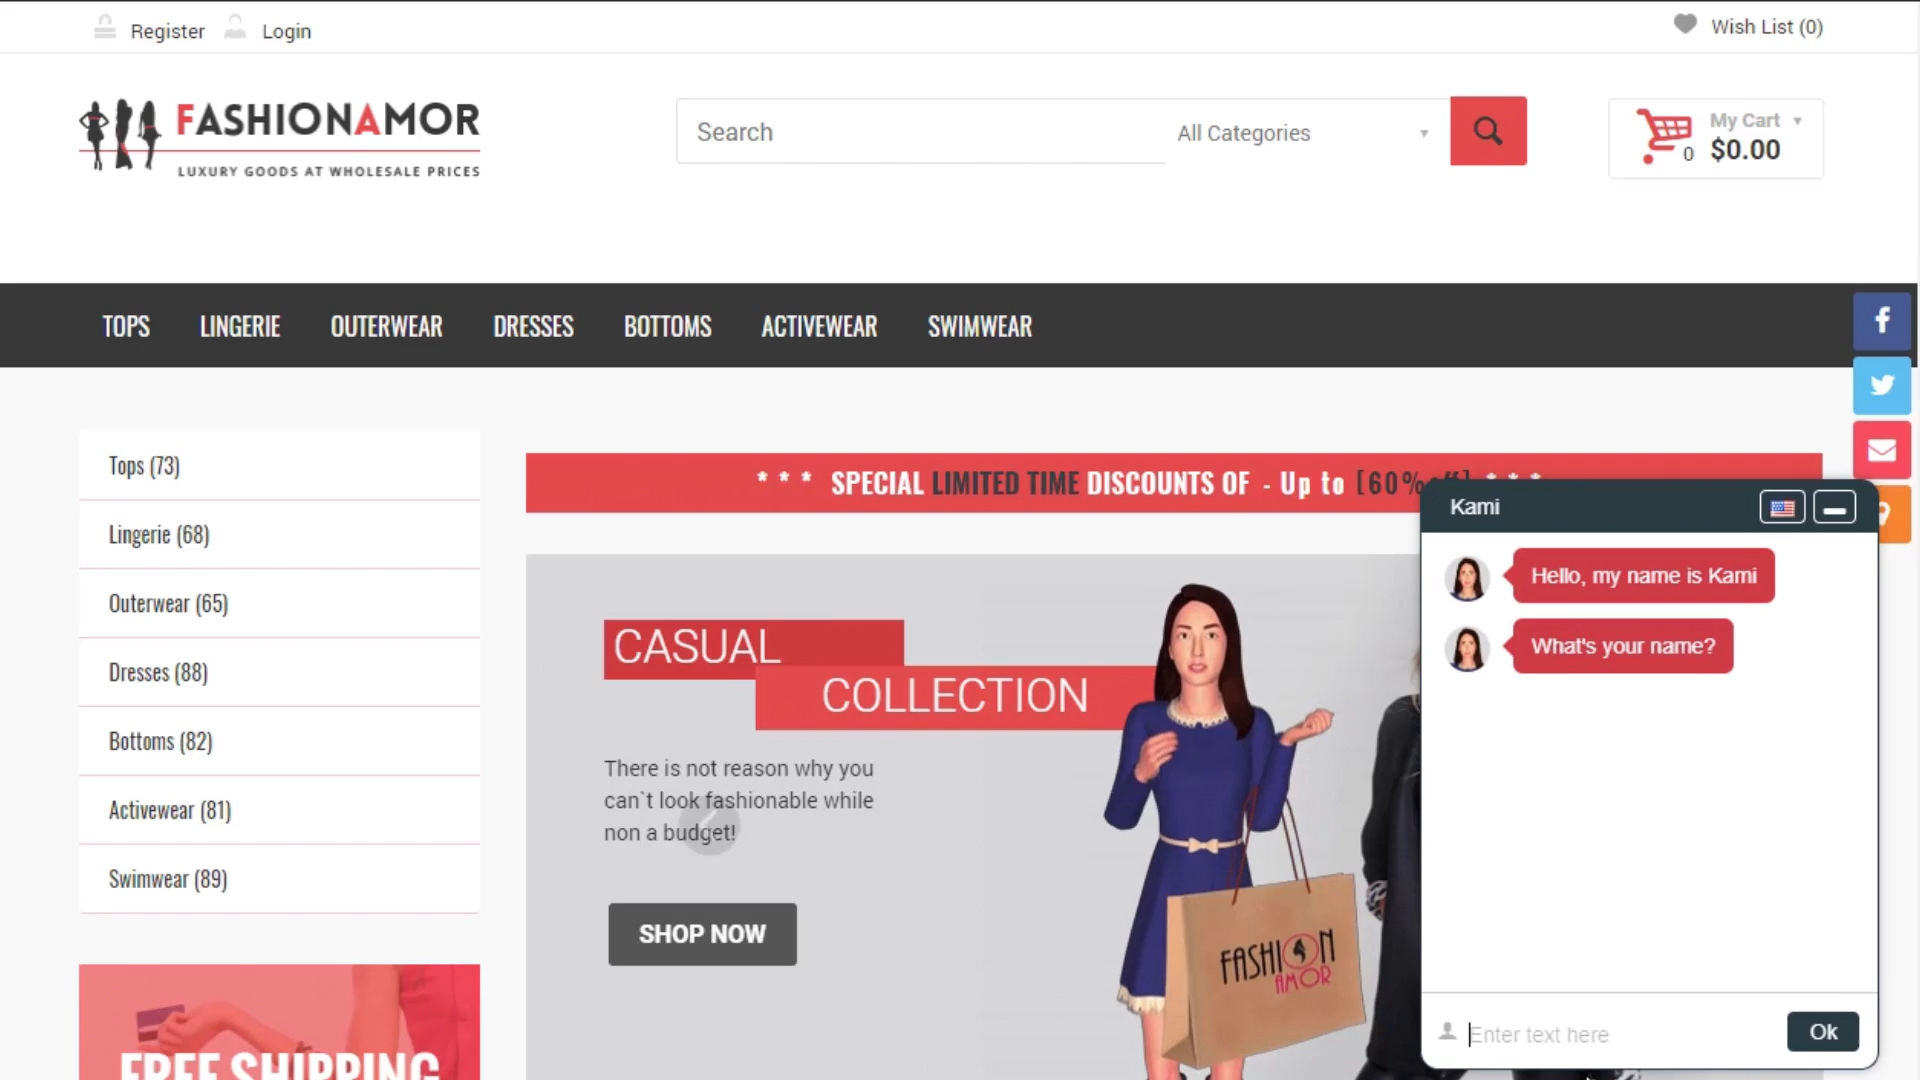 Register Login
Wish List (0)
FASHIONAMOR
LUXURY GOODS AT WHOLESALE PRICES
Search
All Categories
My Cart
0 $0.00
TOPS LINGERIE OUTERWEAR DRESSES BOTTOMS ACTIVEWEAR SWIMWEAR
Tops (73)
Lingerie (68)
Outerwear (65)
Dresses (88)
Bottoms (82)
Activewear (81)
Swimwear (89)
FREE SHIPPING
* * * SPECIAL LIMITED TIME DISCOUNTS OF - Up to [60% off] * * *
CASUAL
COLLECTION
There is not reason why you
can`t look fashionable while
non a budget!
SHOP NOW
FASHION
AMOR
Kami
Hello, my name is Kami
What's your name?
Enter text here
Ok